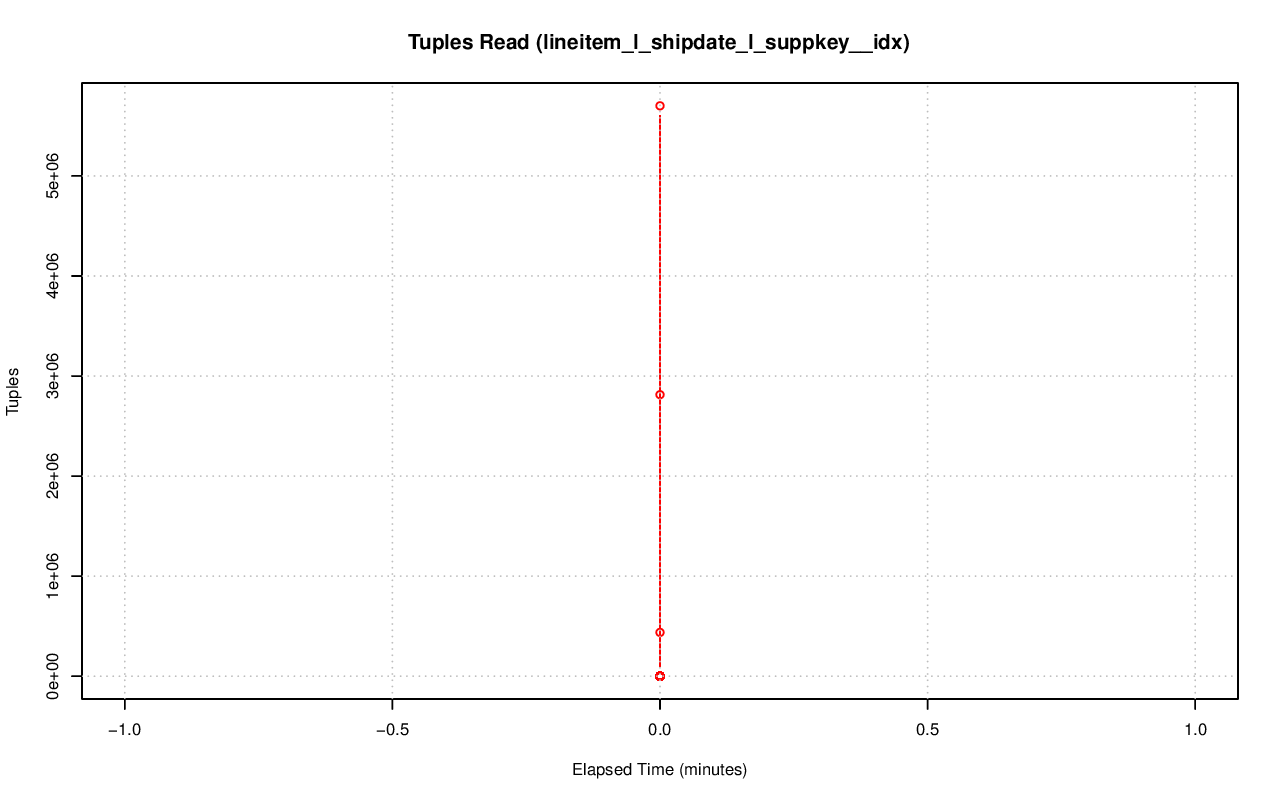 Tuples Read (lineitem_l_shipdate_l_suppkey__idx)
Tuples
5e+06
4e+06
3e+06
2e+06
1e+06
0e+00
−1.0
−0.5
0.0
0.5
1.0
Elapsed Time (minutes)